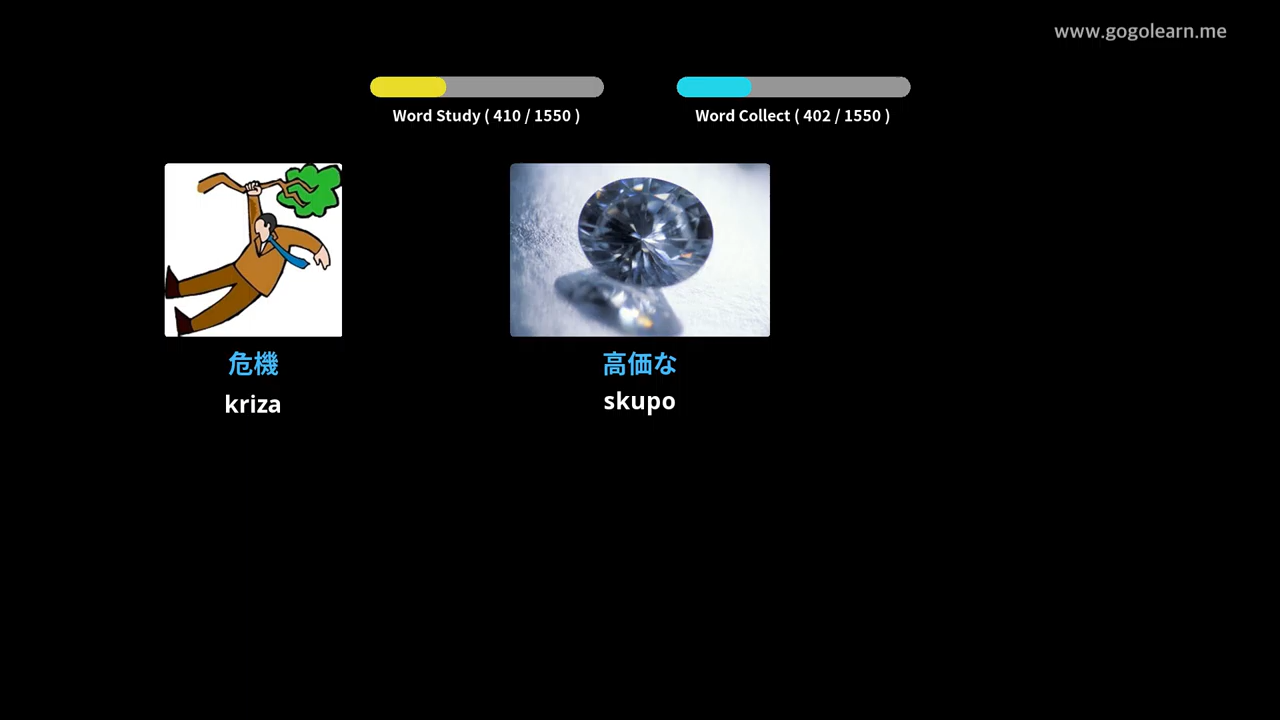 www.gogolearn.me
Word Study ( 410 / 1550 )
Word Collect ( 402 / 1550 )
危機
kriza
高価な
skupo